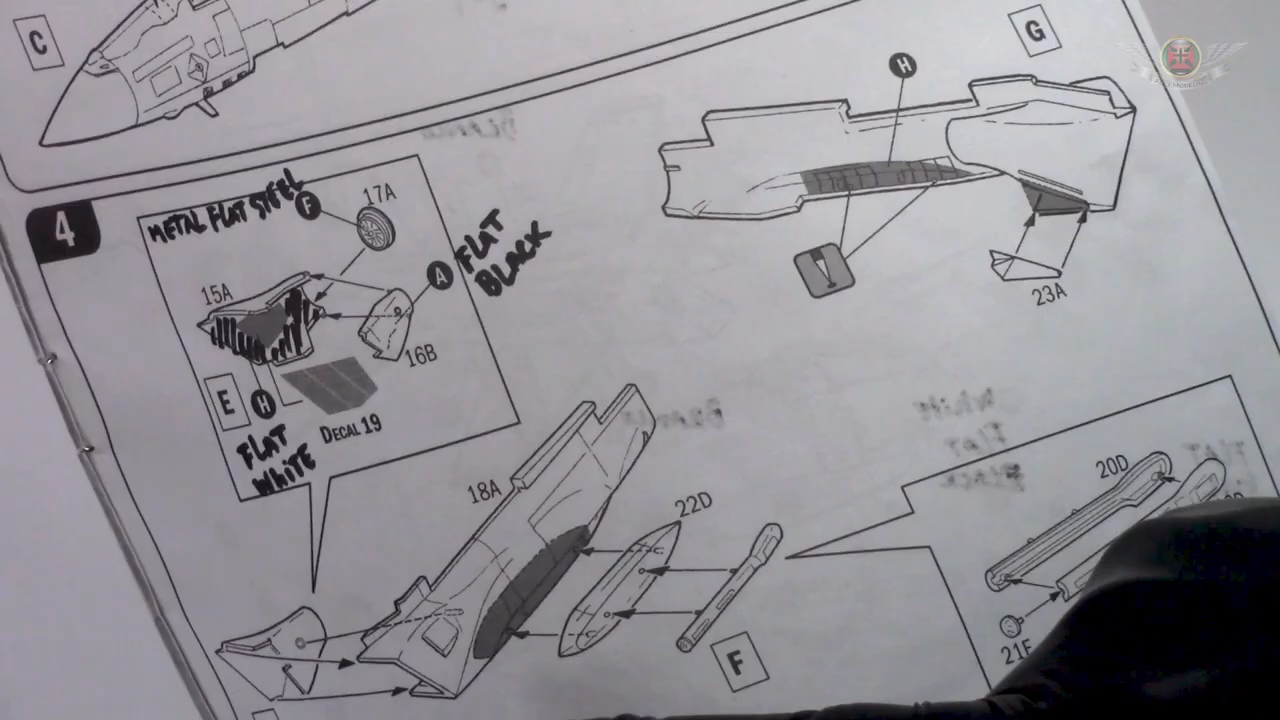 C
G
H
4
METAL FLAT STEEL
F
17A
A
FLAT
BLACK
15A
16B
23A
E
H
DECAL 19
FLAT
WHITE
18A
22D
20D
21F
F